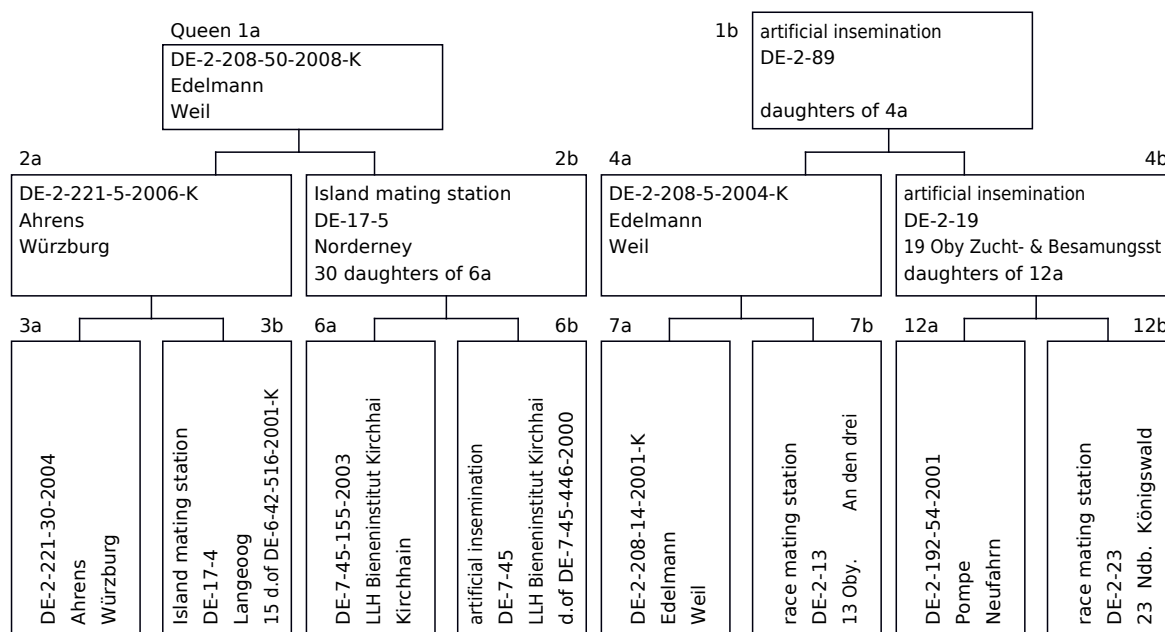 Queen 1a
DE-2-208-50-2008-K
Edelmann
Weil
1b
artificial insemination
DE-2-89
daughters of 4a
2a
DE-2-221-5-2006-K
Ahrens
Würzburg
2b
Island mating station
DE-17-5
Norderney
30 daughters of 6a
4a
DE-2-208-5-2004-K
Edelmann
Weil
4b
artificial insemination
DE-2-19
19 Oby Zucht- & Besamungsst
daughters of 12a
3a
DE-2-221-30-2004
Ahrens
Würzburg
3b
Island mating station
DE-17-4
Langeoog
15 d.of DE-6-42-516-2001-K
6a
DE-7-45-155-2003
LLH Bieneninstitut Kirchhai
Kirchhain
6b
artificial insemination
DE-7-45
LLH Bieneninstitut Kirchhai
d.of DE-7-45-446-2000
7a
DE-2-208-14-2001-K
Edelmann
Weil
7b
race mating station
DE-2-13
13 Oby. An den drei
12a
DE-2-192-54-2001
Pompe
Neufahrn
12b
race mating station
DE-2-23
23 Ndb. Königswald